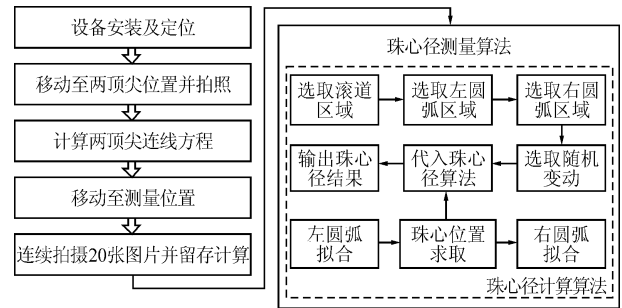 设备安装及定位
移动至两顶尖位置并拍照
计算两顶尖连线方程
移动至测量位置
连续拍摄20张图片并留存计算
珠心径测量算法
选取滚道
区域
选取左圆
弧区域
选取右圆
弧区域
输出珠心
径结果
代入珠心
径算法
选取随机
变动
左圆弧
拟合
珠心位置
求取
右圆弧
拟合
珠心径计算算法